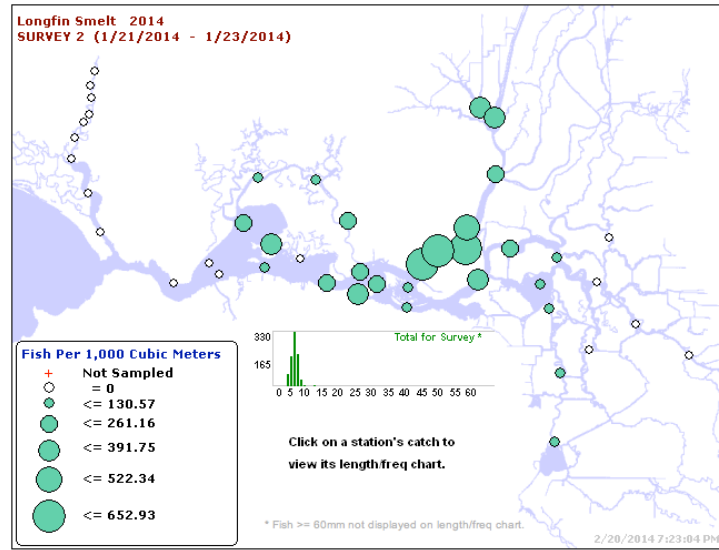 Longfin Smelt 2014
SURVEY 2 (1/21/2014 - 1/23/2014)
330
165
Total for Survey *
0 5 10 15 20 25 30 35 40 45 50 55 60
Fish Per 1,000 Cubic Meters
+ Not Sampled
= 0
<= 130.57
<= 261.16
<= 391.75
<= 522.34
<= 652.93
Click on a station's catch to
view its length/freq chart.
* Fish >= 60mm not displayed on length/freq chart.
2/20/2014 7:23:04 PM